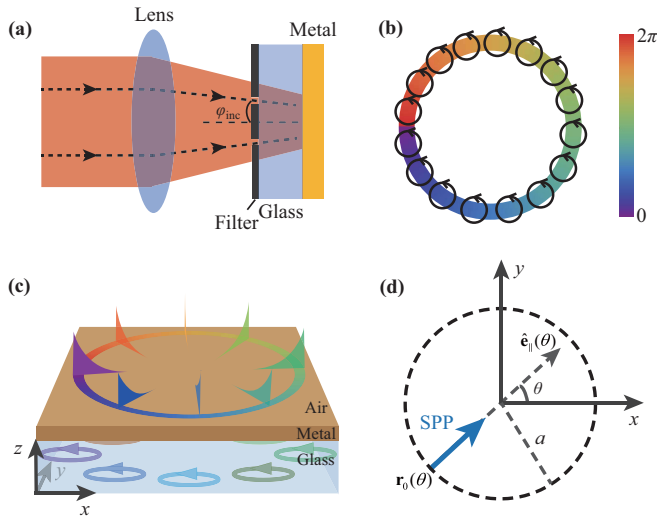 (a)
Lens
Metal
φinc
Filter
Glass
(b)
2π
0
(c)
Air
Metal
Glass
z
y
x
(d)
y
ê∥(θ)
θ
x
SPP
a
r₀(θ)